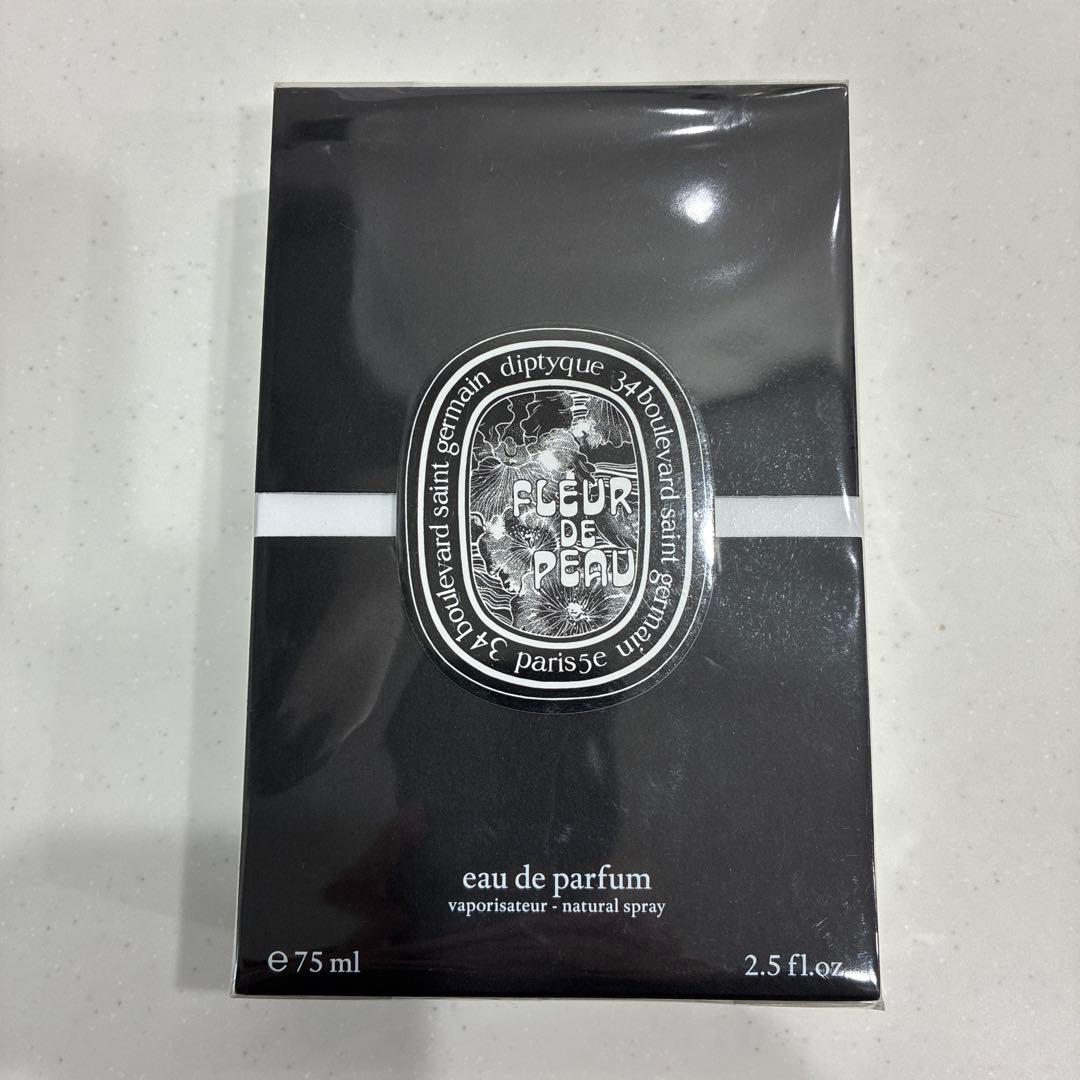 diptyque 34 boulevard saint germain paris5e 34 boulevard saint germain
FLEUR
DE
PEAU
eau de parfum
vaporisateur - natural spray
e 75 ml
2.5 fl.oz